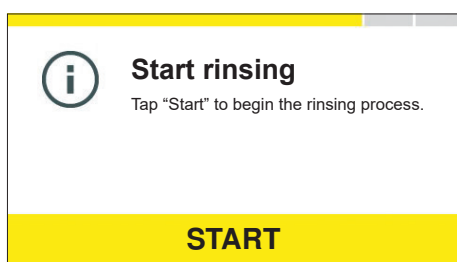 Start rinsing
Tap “Start” to begin the rinsing process.
START